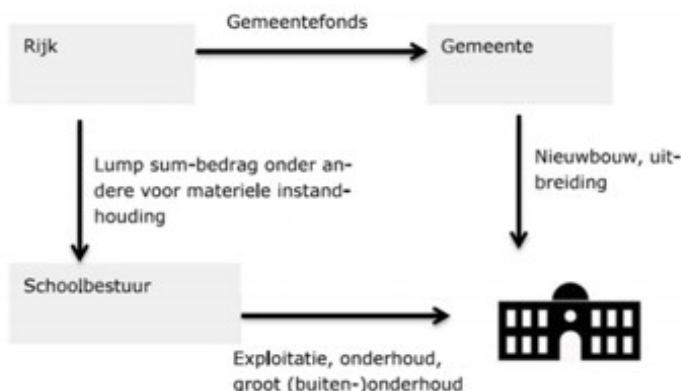 Gemeentefonds
Rijk
Gemeente
Lump sum-bedrag onder an-
dere voor materiele instand-
houding
Nieuwbouw, uit-
breiding
Schoolbestuur
Exploitatie, onderhoud,
groot (buiten-)onderhoud